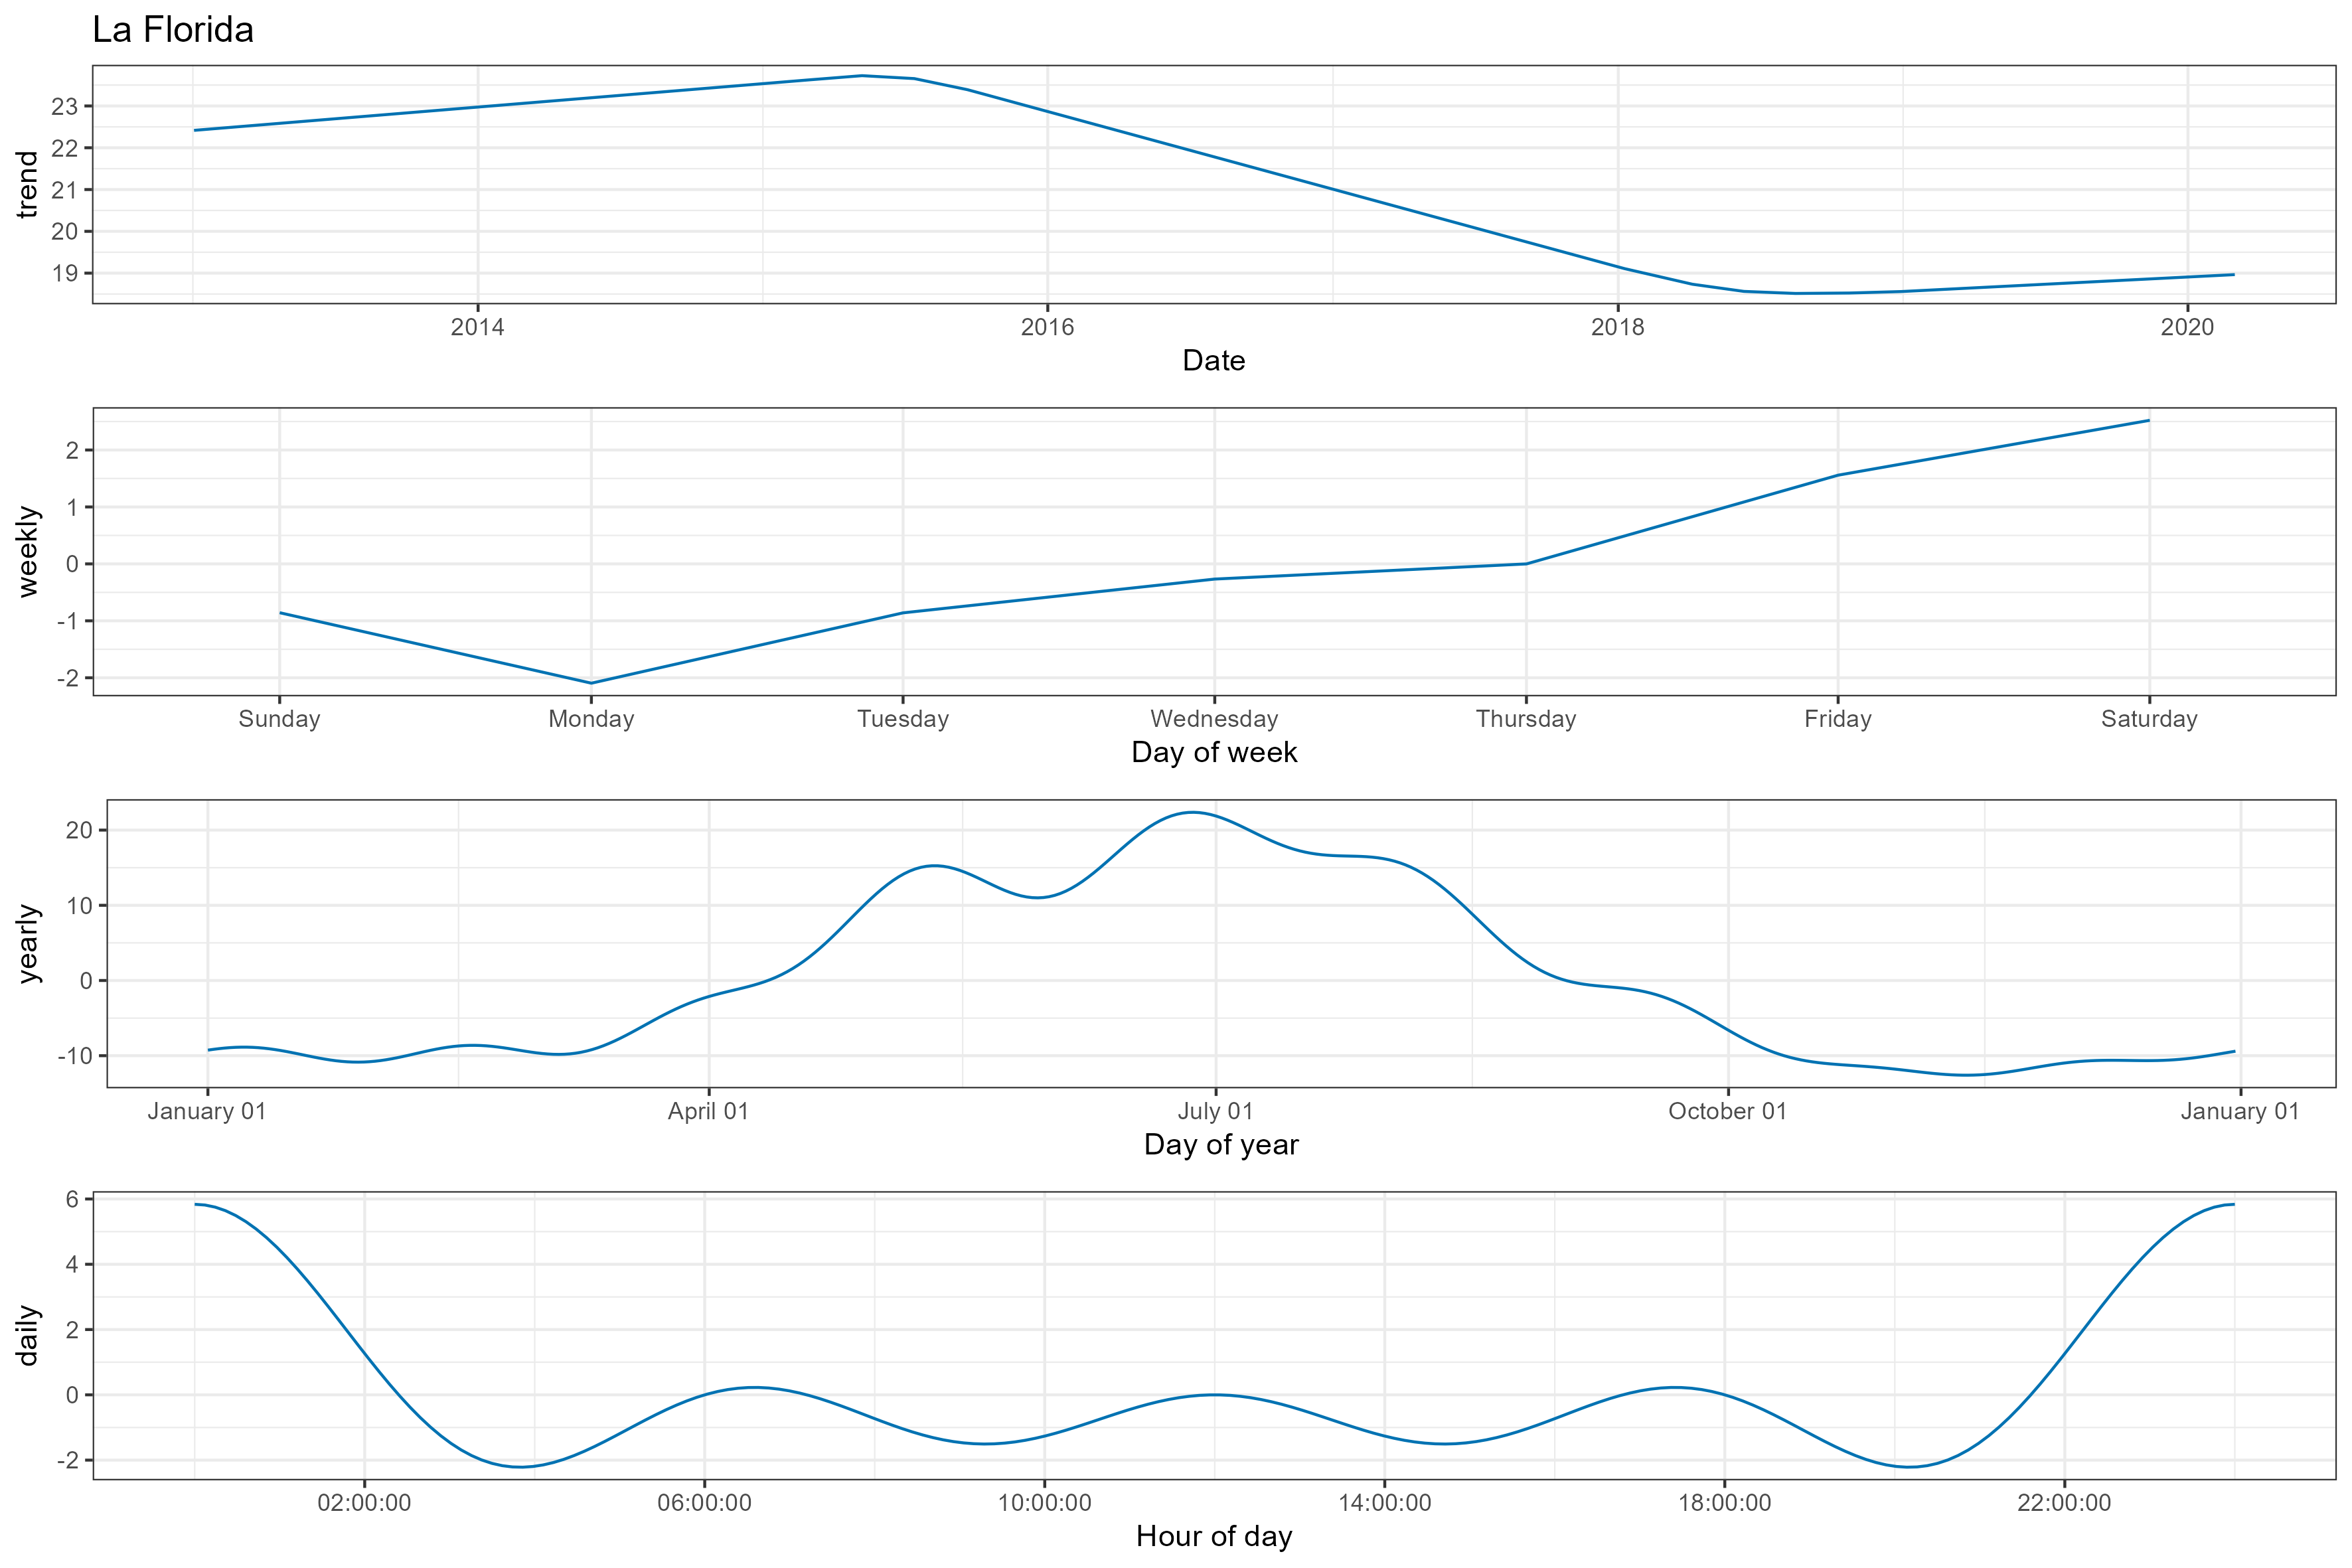 La Florida
trend
23
22
21
20
19
2014 2016 2018 2020
Date
weekly
2
1
0
-1
-2
Sunday Monday Tuesday Wednesday Thursday Friday Saturday
Day of week
yearly
20
10
0
-10
January 01 April 01 July 01 October 01 January 01
Day of year
daily
6
4
2
0
-2
02:00:00 06:00:00 10:00:00 14:00:00 18:00:00 22:00:00
Hour of day